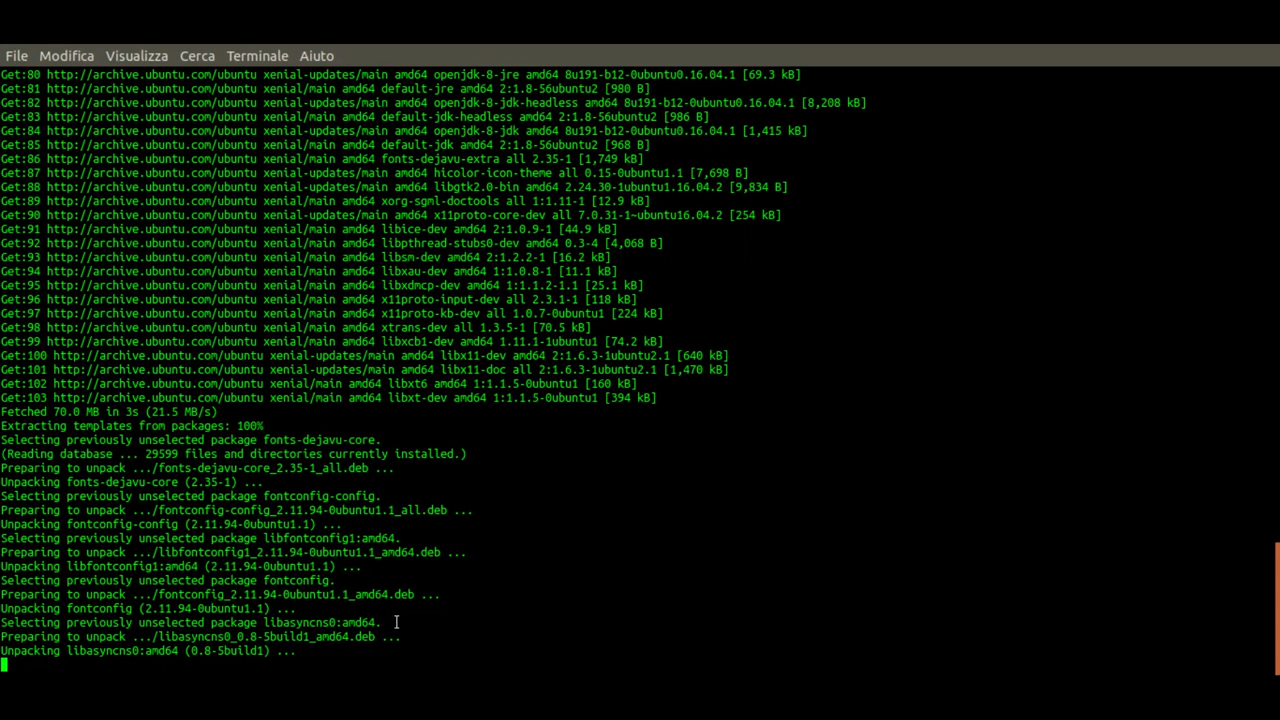 File Modifica Visualizza Cerca Terminale Aiuto
Get:80 http://archive.ubuntu.com/ubuntu xenial-updates/main amd64 openjdk-8-jre amd64 8u191-b12-0ubuntu0.16.04.1 [69.3 kB]
Get:81 http://archive.ubuntu.com/ubuntu xenial/main amd64 default-jre amd64 2:1.8-56ubuntu2 [980 B]
Get:82 http://archive.ubuntu.com/ubuntu xenial-updates/main amd64 openjdk-8-jdk-headless amd64 8u191-b12-0ubuntu0.16.04.1 [8,208 kB]
Get:83 http://archive.ubuntu.com/ubuntu xenial/main amd64 default-jdk-headless amd64 2:1.8-56ubuntu2 [986 B]
Get:84 http://archive.ubuntu.com/ubuntu xenial-updates/main amd64 openjdk-8-jdk amd64 8u191-b12-0ubuntu0.16.04.1 [1,415 kB]
Get:85 http://archive.ubuntu.com/ubuntu xenial/main amd64 default-jdk amd64 2:1.8-56ubuntu2 [968 B]
Get:86 http://archive.ubuntu.com/ubuntu xenial/main amd64 fonts-dejavu-extra all 2.35-1 [1,749 kB]
Get:87 http://archive.ubuntu.com/ubuntu xenial-updates/main amd64 hicolor-icon-theme all 0.15-0ubuntu1.1 [7,698 B]
Get:88 http://archive.ubuntu.com/ubuntu xenial-updates/main amd64 libgtk2.0-bin amd64 2.24.30-1ubuntu1.16.04.2 [9,834 B]
Get:89 http://archive.ubuntu.com/ubuntu xenial/main amd64 xorg-sgml-doctools all 1:1.11-1 [12.9 kB]
Get:90 http://archive.ubuntu.com/ubuntu xenial-updates/main amd64 x11proto-core-dev all 7.0.31-1~ubuntu16.04.2 [254 kB]
Get:91 http://archive.ubuntu.com/ubuntu xenial/main amd64 libice-dev amd64 2:1.0.9-1 [44.9 kB]
Get:92 http://archive.ubuntu.com/ubuntu xenial/main amd64 libpthread-stubs0-dev amd64 0.3-4 [4,068 B]
Get:93 http://archive.ubuntu.com/ubuntu xenial/main amd64 libsm-dev amd64 2:1.2.2-1 [16.2 kB]
Get:94 http://archive.ubuntu.com/ubuntu xenial/main amd64 libxau-dev amd64 1:1.0.8-1 [11.1 kB]
Get:95 http://archive.ubuntu.com/ubuntu xenial/main amd64 libxdmcp-dev amd64 1:1.1.2-1.1 [25.1 kB]
Get:96 http://archive.ubuntu.com/ubuntu xenial/main amd64 x11proto-input-dev all 2.3.1-1 [118 kB]
Get:97 http://archive.ubuntu.com/ubuntu xenial/main amd64 x11proto-kb-dev all 1.0.7-0ubuntu1 [224 kB]
Get:98 http://archive.ubuntu.com/ubuntu xenial/main amd64 xtrans-dev all 1.3.5-1 [70.5 kB]
Get:99 http://archive.ubuntu.com/ubuntu xenial/main amd64 libxcb1-dev amd64 1.11.1-1ubuntu1 [74.2 kB]
Get:100 http://archive.ubuntu.com/ubuntu xenial-updates/main amd64 libx11-dev amd64 2:1.6.3-1ubuntu2.1 [640 kB]
Get:101 http://archive.ubuntu.com/ubuntu xenial-updates/main amd64 libx11-doc all 2:1.6.3-1ubuntu2.1 [1,470 kB]
Get:102 http://archive.ubuntu.com/ubuntu xenial/main amd64 libxt6 amd64 1:1.1.5-0ubuntu1 [160 kB]
Get:103 http://archive.ubuntu.com/ubuntu xenial/main amd64 libxt-dev amd64 1:1.1.5-0ubuntu1 [394 kB]
Fetched 70.0 MB in 3s (21.5 MB/s)
Extracting templates from packages: 100%
Selecting previously unselected package fonts-dejavu-core.
(Reading database ... 29599 files and directories currently installed.)
Preparing to unpack .../fonts-dejavu-core_2.35-1_all.deb ...
Unpacking fonts-dejavu-core (2.35-1) ...
Selecting previously unselected package fontconfig-config.
Preparing to unpack .../fontconfig-config_2.11.94-0ubuntu1.1_all.deb ...
Unpacking fontconfig-config (2.11.94-0ubuntu1.1) ...
Selecting previously unselected package libfontconfig1:amd64.
Preparing to unpack .../libfontconfig1_2.11.94-0ubuntu1.1_amd64.deb ...
Unpacking libfontconfig1:amd64 (2.11.94-0ubuntu1.1) ...
Selecting previously unselected package fontconfig.
Preparing to unpack .../fontconfig_2.11.94-0ubuntu1.1_amd64.deb ...
Unpacking fontconfig (2.11.94-0ubuntu1.1) ...
Selecting previously unselected package libasyncns0:amd64.
Preparing to unpack .../libasyncns0_0.8-5build1_amd64.deb ...
Unpacking libasyncns0:amd64 (0.8-5build1) ...